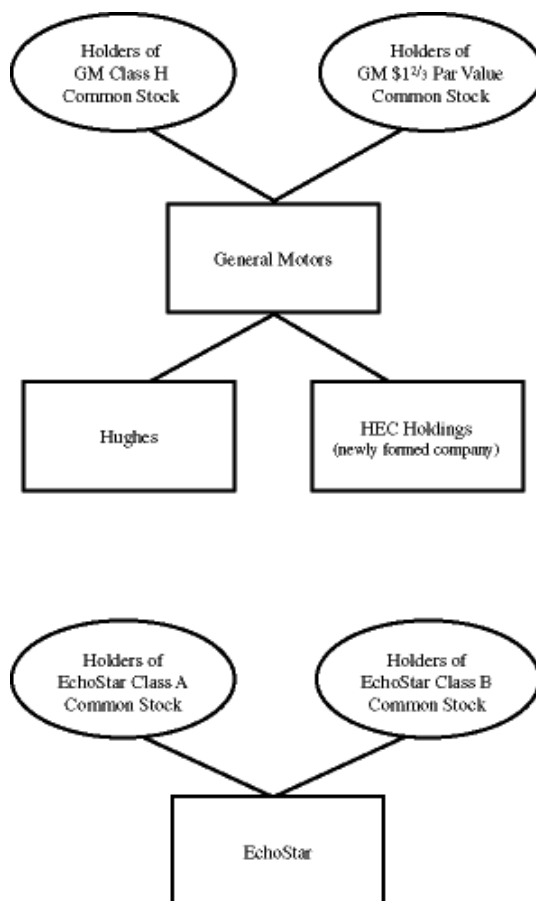 Holders of
GM Class H
Common Stock
Holders of
GM $1 2/3 Par Value
Common Stock
General Motors
Hughes
HEC Holdings
(newly formed company)
Holders of
EchoStar Class A
Common Stock
Holders of
EchoStar Class B
Common Stock
EchoStar